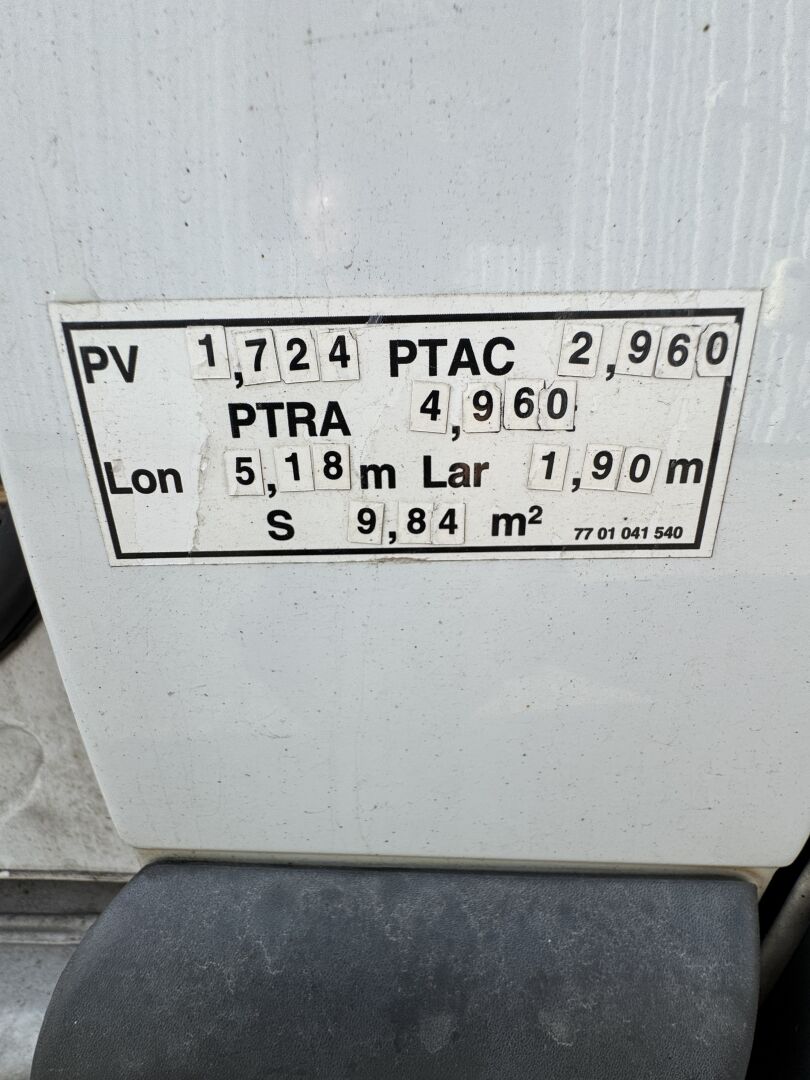 PV 1,724 PTAC 2,960
PTRA 4,960
Lon 5,18 m Lar 1,90 m
S 9,84 m² 77 01 041 540